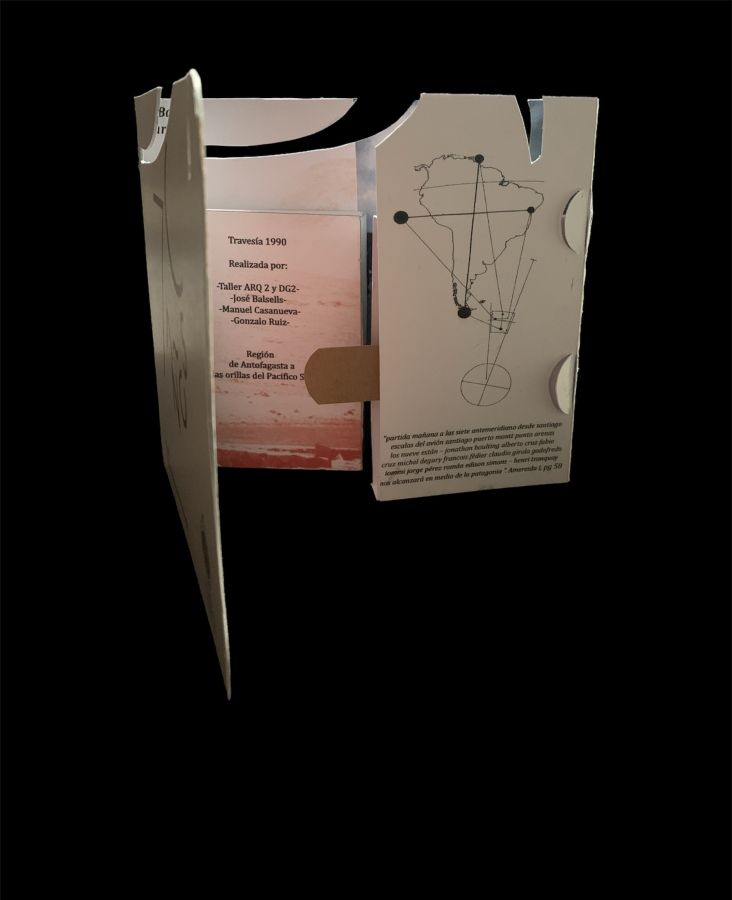 Travesía 1990
Realizada por:
-Taller ARQ 2 y DG2-
-José Balsells-
-Manuel Casanueva-
-Gonzalo Ruiz-
Región
de Antofagasta a
as orillas del Pacífico S
"partida mañana a las siete antemeridiano desde santiago
escalas del avión santiago puerto montt punta arenas
los nueve están – jonathan boulting alberto cruz fabio
cruz michel deguy francois fédier claudio girola godofredo
iommi jorge pérez román edison simons – henri tronquoy
nos alcanzará en medio de la patagonia ". Amereida I, pg 58